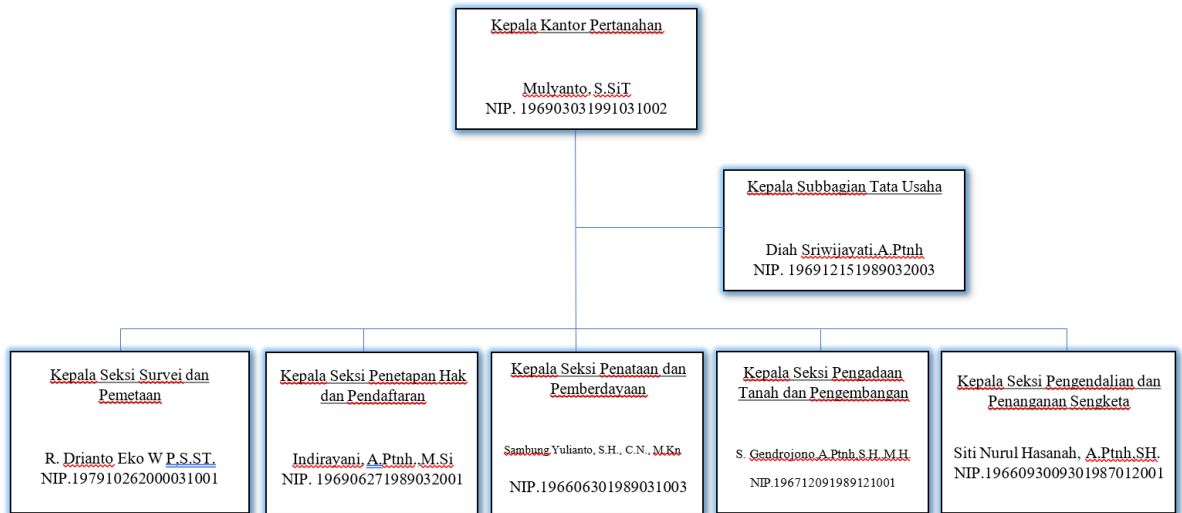 Kepala Kantor Pertanahan
Mulyanto, S.SiT
NIP. 196903031991031002
Kepala Subbagian Tata Usaha
Diah Sriwijayati,A.Ptnh
NIP. 196912151989032003
Kepala Seksi Survei dan
Pemetaan
R. Drianto Eko W P,S.ST.
NIP.197910262000031001
Kepala Seksi Penetapan Hak
dan Pendaftaran
Indirayani, A.Ptnh,.M.Si
NIP. 196906271989032001
Kepala Seksi Penataan dan
Pemberdayaan
Sambung Yulianto, S.H., C.N., M.Kn
NIP.196606301989031003
Kepala Seksi Pengadaan
Tanah dan Pengembangan
S. Gendrojono,A.Ptnh,S.H.,M.H
NIP.196712091989121001
Kepala Seksi Pengendalian dan
Penanganan Sengketa
Siti Nurul Hasanah, A.Ptnh,SH.
NIP.1966093009301987012001